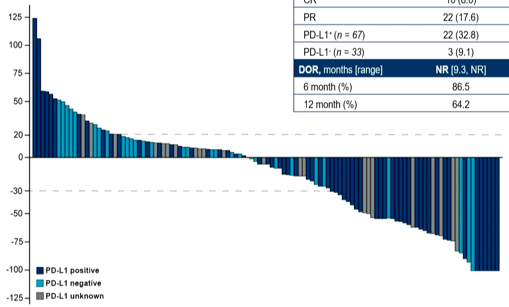 PR 22 (17.6)
PD-L1⁺ (n = 67) 22 (32.8)
PD-L1⁻ (n = 33) 3 (9.1)
DOR, months [range] NR [9.3, NR]
6 month (%) 86.5
12 month (%) 64.2
125
100
75
50
20
0
-30
-50
-75
-100
-125
PD-L1 positive
PD-L1 negative
PD-L1 unknown